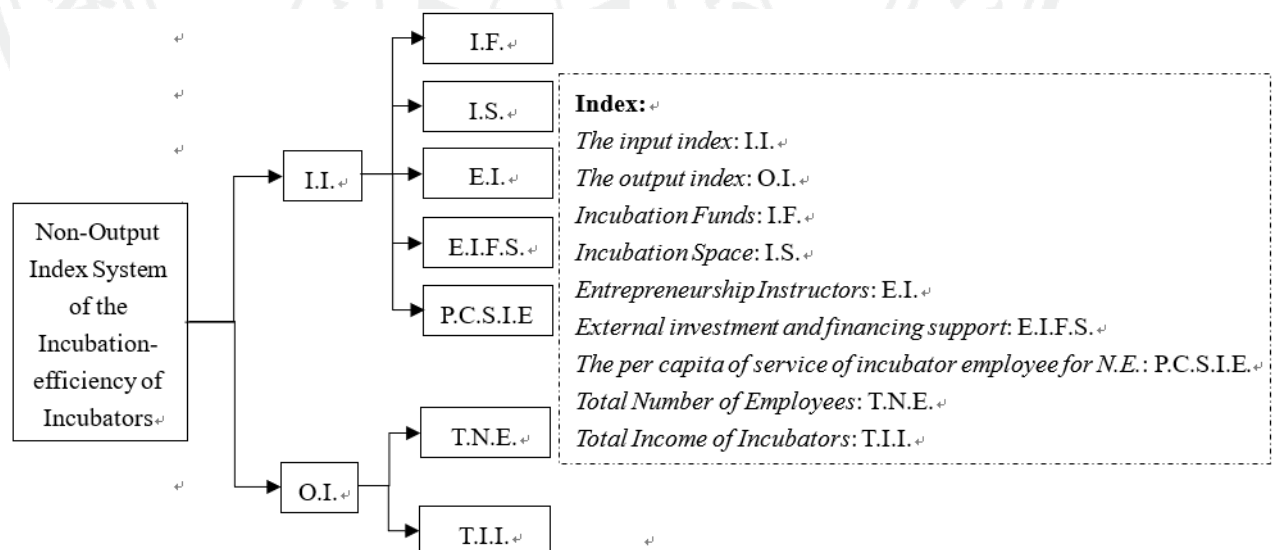 Non-Output
Index System
of the
Incubation-
efficiency of
Incubators
I.I.
O.I.
I.F.
I.S.
E.I.
E.I.F.S.
P.C.S.I.E
T.N.E.
T.I.I.
Index:
The input index: I.I.
The output index: O.I.
Incubation Funds: I.F.
Incubation Space: I.S.
Entrepreneurship Instructors: E.I.
External investment and financing support: E.I.F.S.
The per capita of service of incubator employee for N.E.: P.C.S.I.E.
Total Number of Employees: T.N.E.
Total Income of Incubators: T.I.I.